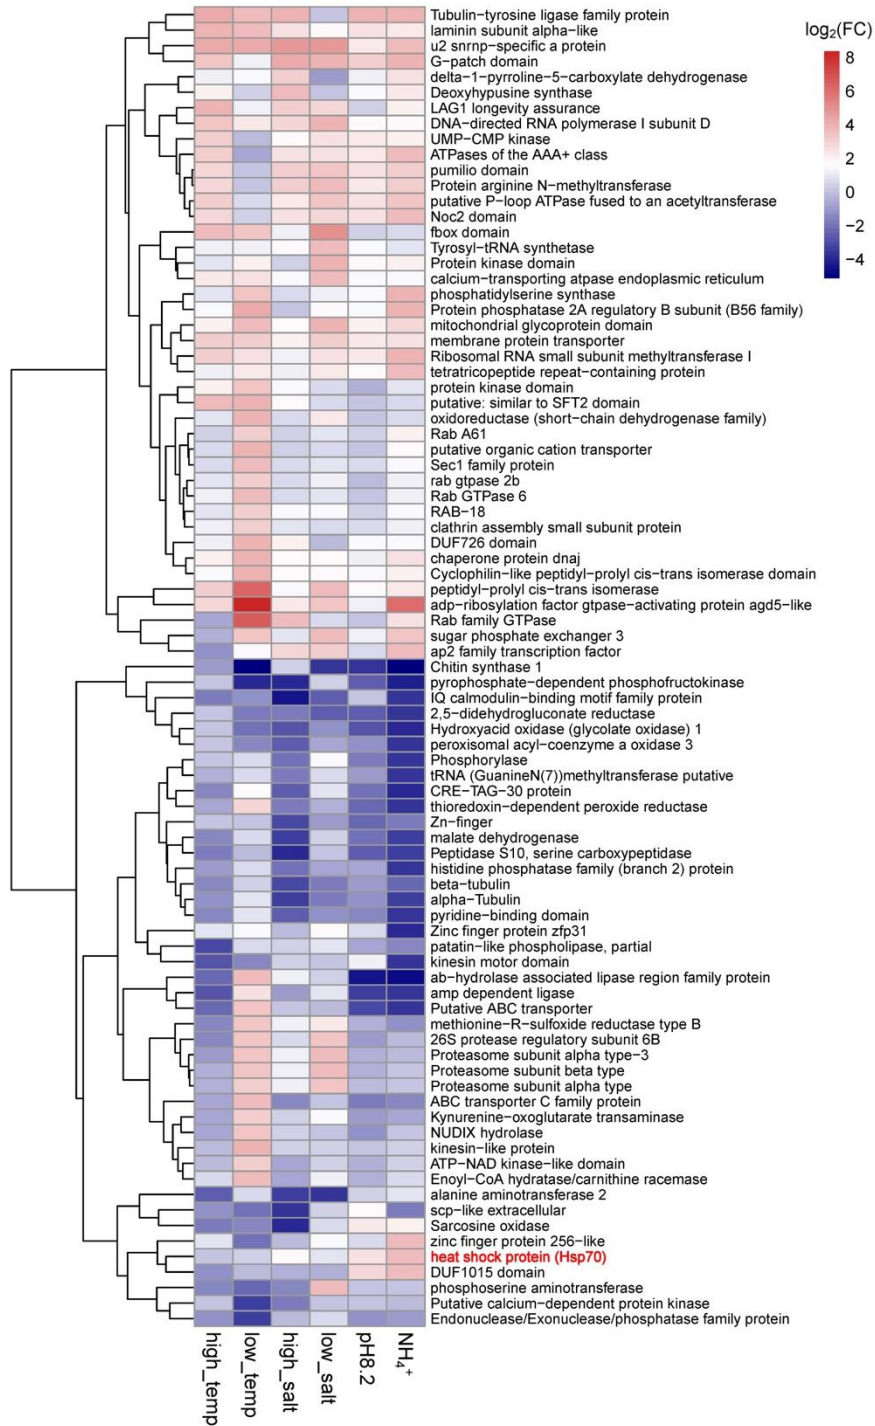 Tubulin−tyrosine ligase family protein
laminin subunit alpha−like
u2 snrnp−specific a protein
G−patch domain
delta−1−pyrroline−5−carboxylate dehydrogenase
Deoxyhypusine synthase
LAG1 longevity assurance
DNA−directed RNA polymerase I subunit D
UMP−CMP kinase
ATPases of the AAA+ class
pumilio domain
Protein arginine N−methyltransferase
putative P−loop ATPase fused to an acetyltransferase
Noc2 domain
fbox domain
Tyrosyl−tRNA synthetase
Protein kinase domain
calcium−transporting atpase endoplasmic reticulum
phosphatidylserine synthase
Protein phosphatase 2A regulatory B subunit (B56 family)
mitochondrial glycoprotein domain
membrane protein transporter
Ribosomal RNA small subunit methyltransferase I
tetratricopeptide repeat−containing protein
protein kinase domain
putative: similar to SFT2 domain
oxidoreductase (short−chain dehydrogenase family)
Rab A61
putative organic cation transporter
Sec1 family protein
rab gtpase 2b
Rab GTPase 6
RAB−18
clathrin assembly small subunit protein
DUF726 domain
chaperone protein dnaj
Cyclophilin−like peptidyl−prolyl cis−trans isomerase domain
peptidyl−prolyl cis−trans isomerase
adp−ribosylation factor gtpase−activating protein agd5−like
Rab family GTPase
sugar phosphate exchanger 3
ap2 family transcription factor
Chitin synthase 1
pyrophosphate−dependent phosphofructokinase
IQ calmodulin−binding motif family protein
2,5−didehydrogluconate reductase
Hydroxyacid oxidase (glycolate oxidase) 1
peroxisomal acyl−coenzyme a oxidase 3
Phosphorylase
tRNA (GuanineN(7))methyltransferase putative
CRE−TAG−30 protein
thioredoxin−dependent peroxide reductase
Zn−finger
malate dehydrogenase
Peptidase S10, serine carboxypeptidase
histidine phosphatase family (branch 2) protein
beta−tubulin
alpha−Tubulin
pyridine−binding domain
Zinc finger protein zfp31
patatin−like phospholipase, partial
kinesin motor domain
ab−hydrolase associated lipase region family protein
amp dependent ligase
Putative ABC transporter
methionine−R−sulfoxide reductase type B
26S protease regulatory subunit 6B
Proteasome subunit alpha type−3
Proteasome subunit beta type
Proteasome subunit alpha type
ABC transporter C family protein
Kynurenine−oxoglutarate transaminase
NUDIX hydrolase
kinesin−like protein
ATP−NAD kinase−like domain
Enoyl−CoA hydratase/carnithine racemase
alanine aminotransferase 2
scp−like extracellular
Sarcosine oxidase
zinc finger protein 256−like
heat shock protein (Hsp70)
DUF1015 domain
phosphoserine aminotransferase
Putative calcium−dependent protein kinase
Endonuclease/Exonuclease/phosphatase family protein
high_temp
low_temp
high_salt
low_salt
pH8.2
NH₄⁺
log₂(FC)
8
6
4
2
0
−2
−4